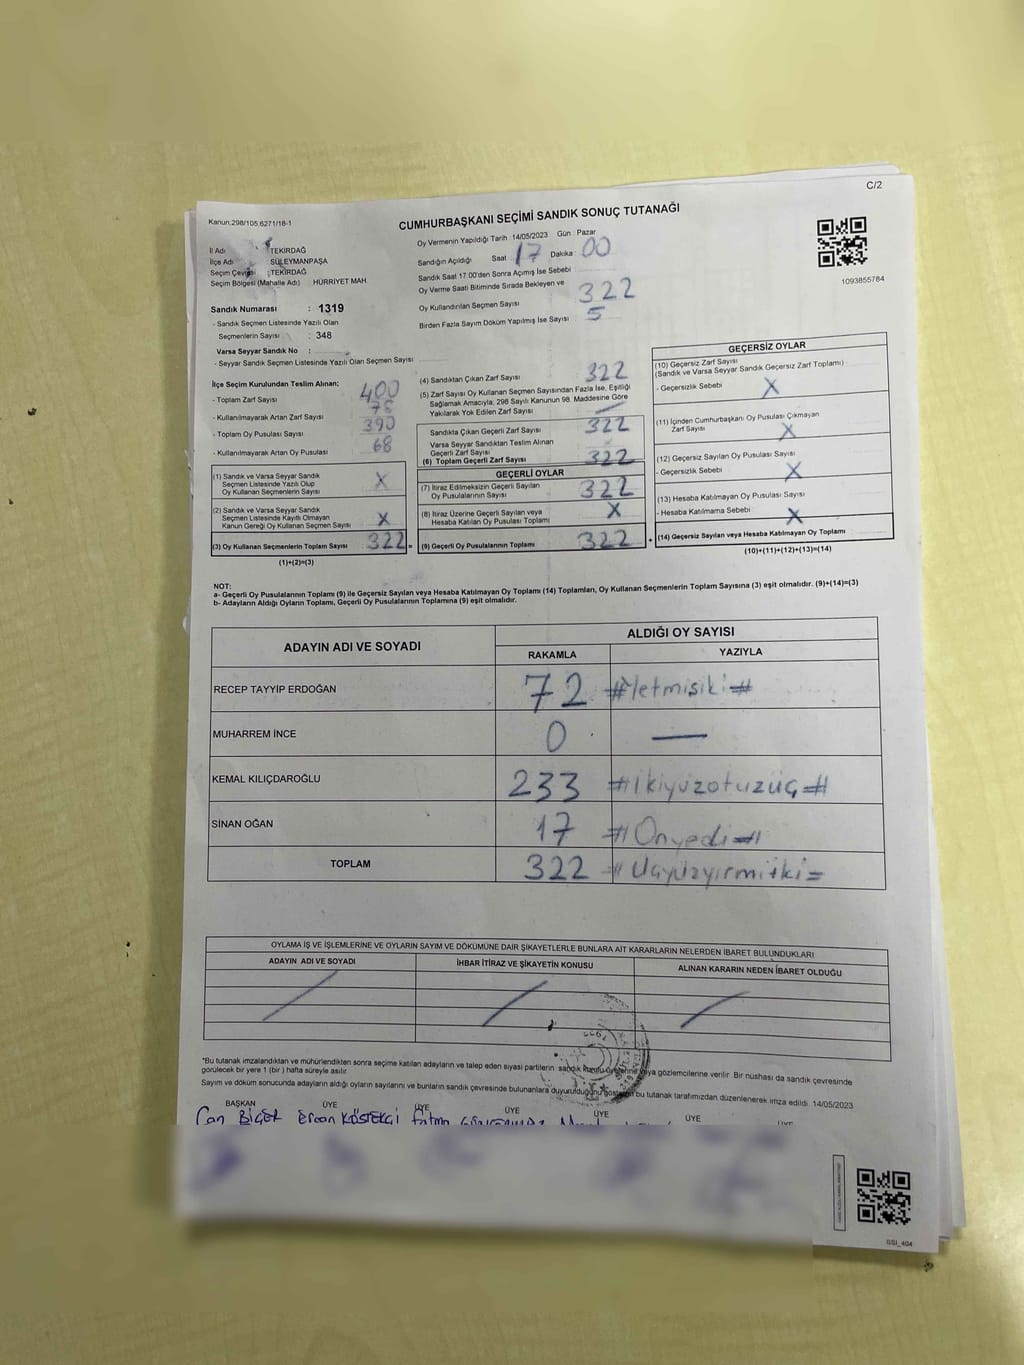 C/2
Kanun:298/105,6271/18-1
CUMHURBAŞKANI SEÇİMİ SANDIK SONUÇ TUTANAĞI
Oy Vermenin Yapıldığı Tarih : 14/05/2023 Gün : Pazar
İl Adı : TEKİRDAĞ
İlçe Adı SÜLEYMANPAŞA
Seçim Çevresi : TEKİRDAĞ
Seçim Bölgesi (Mahalle Adı) HÜRRİYET MAH.
Sandık Numarası : 1319
- Sandık Seçmen Listesinde Yazılı Olan
Seçmenlerin Sayısı : 348
Varsa Seyyar Sandık No :
- Seyyar Sandık Seçmen Listesinde Yazılı Olan Seçmen Sayısı
Sandığın Açıldığı Saat 17 Dakika : 00
Sandık Saat 17.00'den Sonra Açılmış İse Sebebi
Oy Verme Saati Bitiminde Sırada Bekleyen ve
Oy Kullandırılan Seçmen Sayısı 322
Birden Fazla Sayım Döküm Yapılmış İse Sayısı 5
1093855784
İlçe Seçim Kurulundan Teslim Alınan;
- Toplam Zarf Sayısı 400
- Kullanılmayarak Artan Zarf Sayısı 78
- Toplam Oy Pusulası Sayısı 390
- Kullanılmayarak Artan Oy Pusulası 68
(1) Sandık ve Varsa Seyyar Sandık
Seçmen Listesinde Yazılı Olup
Oy Kullanan Seçmenlerin Sayısı X
(2) Sandık ve Varsa Seyyar Sandık
Seçmen Listesinde Kayıtlı Olmayan
Kanun Gereği Oy Kullanan Seçmen Sayısı X
(3) Oy Kullanan Seçmenlerin Toplam Sayısı 322 =
(1)+(2)=(3)
(4) Sandıktan Çıkan Zarf Sayısı 322
(5) Zarf Sayısı Oy Kullanan Seçmen Sayısından Fazla İse, Eşitliği
Sağlamak Amacıyla; 298 Sayılı Kanunun 98. Maddesine Göre
Yakılarak Yok Edilen Zarf Sayısı
Sandıkta Çıkan Geçerli Zarf Sayısı 322
Varsa Seyyar Sandıktan Teslim Alınan
Geçerli Zarf Sayısı
(6) Toplam Geçerli Zarf Sayısı 322
GEÇERLİ OYLAR
(7) İtiraz Edilmeksizin Geçerli Sayılan
Oy Pusulalarının Sayısı 322
(8) İtiraz Üzerine Geçerli Sayılan veya
Hesaba Katılan Oy Pusulası Toplamı X
(9) Geçerli Oy Pusulalarının Toplamı 322 +
GEÇERSİZ OYLAR
(10) Geçersiz Zarf Sayısı
(Sandık ve Varsa Seyyar Sandık Geçersiz Zarf Toplamı)
- Geçersizlik Sebebi X
(11) İçinden Cumhurbaşkanı Oy Pusulası Çıkmayan
Zarf Sayısı X
(12) Geçersiz Sayılan Oy Pusulası Sayısı
- Geçersizlik Sebebi X
(13) Hesaba Katılmayan Oy Pusulası Sayısı
- Hesaba Katılmama Sebebi X
(14) Geçersiz Sayılan veya Hesaba Katılmayan Oy Toplamı
(10)+(11)+(12)+(13)=(14)
NOT:
a- Geçerli Oy Pusulalarının Toplamı (9) ile Geçersiz Sayılan veya Hesaba Katılmayan Oy Toplamı (14) Toplamları, Oy Kullanan Seçmenlerin Toplam Sayısına (3) eşit olmalıdır. (9)+(14)=(3)
b- Adayların Aldığı Oyların Toplamı, Geçerli Oy Pusulalarının Toplamına (9) eşit olmalıdır.
ADAYIN ADI VE SOYADI ALDIĞI OY SAYISI
RAKAMLA YAZIYLA
RECEP TAYYİP ERDOĞAN 72 #Yetmişiki#
MUHARREM İNCE 0 —
KEMAL KILIÇDAROĞLU 233 #İkiyüzotuzüç#
SİNAN OĞAN 17 #Onyedi#
TOPLAM 322 #Üçyüzyirmiiki=
OYLAMA İŞ VE İŞLEMLERİNE VE OYLARIN SAYIM VE DÖKÜMÜNE DAİR ŞİKAYETLERLE BUNLARA AİT KARARLARIN NELERDEN İBARET BULUNDUKLARI
ADAYIN ADI VE SOYADI İHBAR İTİRAZ VE ŞİKAYETİN KONUSU ALINAN KARARIN NEDEN İBARET OLDUĞU
*Bu tutanak imzalandıktan ve mühürlendikten sonra seçime katılan adayların ve talep eden siyasi partilerin sandık kurulu veya gözlemcilerine verilir. Bir nüshası da sandık çevresinde
görülecek bir yere 1 (bir) hafta süreyle asılır.
Sayım ve döküm sonucunda adayların aldığı oyların sayılarını ve bunların sandık çevresinde bulunanlara duyurulduğunu bu tutanak tarafımızdan düzenlenerek imza edildi. 14/05/2023
BAŞKAN ÜYE ÜYE ÜYE ÜYE ÜYE ÜYE
Can BİÇER Ercan KÖSTEKÇİ Fatma
GSI_404